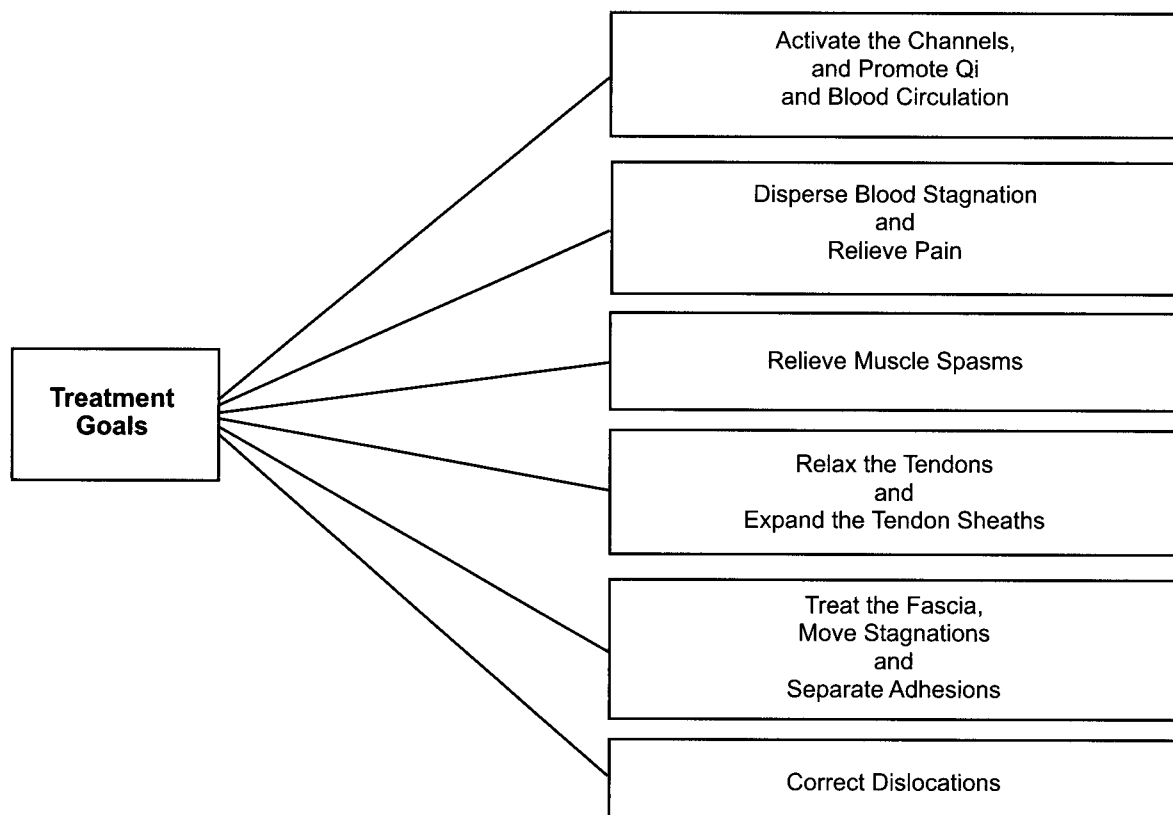 Activate the Channels,
and Promote Qi
and Blood Circulation
Disperse Blood Stagnation
and
Relieve Pain
Relieve Muscle Spasms
Treatment
Goals
Relax the Tendons
and
Expand the Tendon Sheaths
Treat the Fascia,
Move Stagnations
and
Separate Adhesions
Correct Dislocations